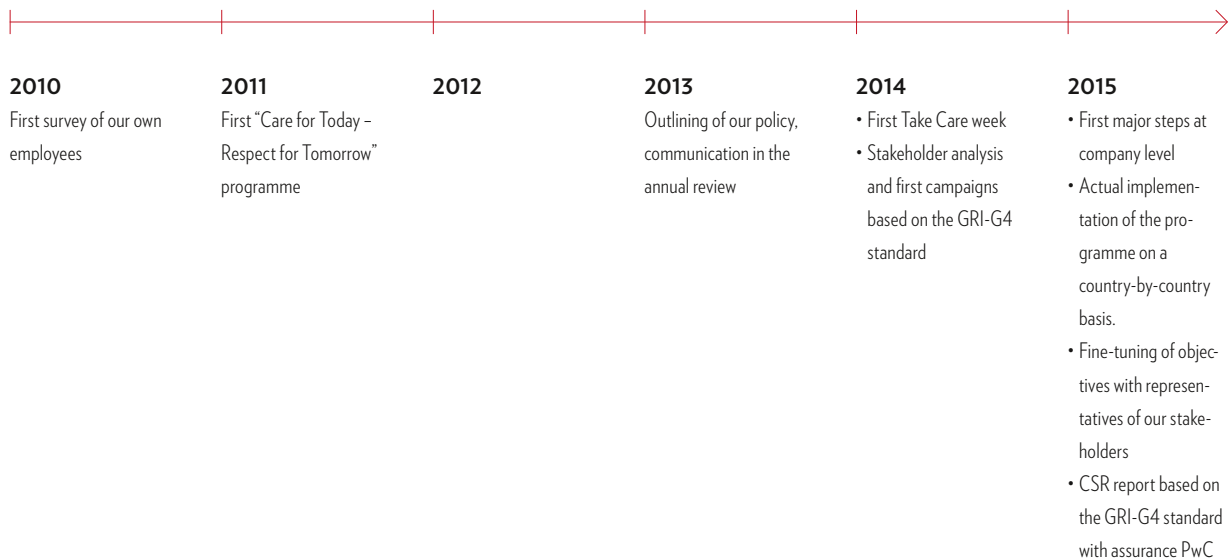 2010
First survey of our own
employees
2011
First “Care for Today –
Respect for Tomorrow”
programme
2012
2013
Outlining of our policy,
communication in the
annual review
2014
• First Take Care week
• Stakeholder analysis
and first campaigns
based on the GRI-G4
standard
2015
• First major steps at
company level
• Actual implemen-
tation of the pro-
gramme on a
country-by-country
basis.
• Fine-tuning of objec-
tives with represen-
tatives of our stake-
holders
• CSR report based on
the GRI-G4 standard
with assurance PwC